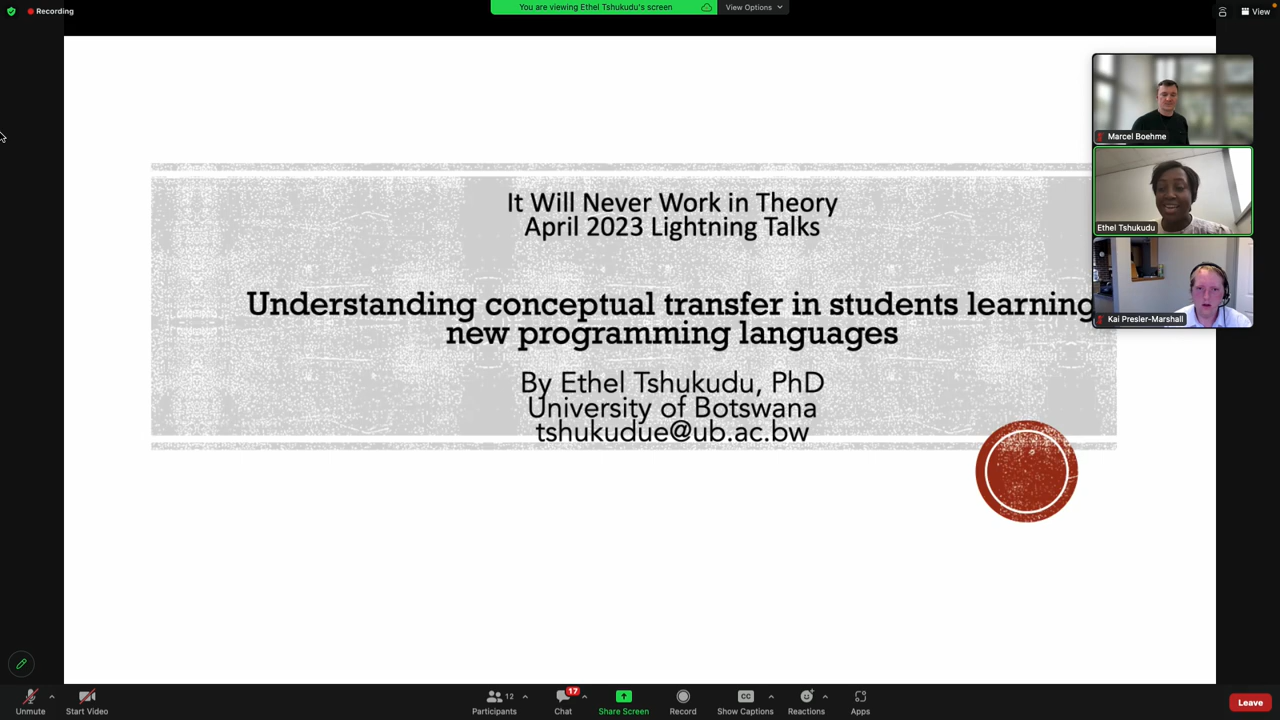 Recording
You are viewing Ethel Tshukudu's screen
View Options
View
Marcel Boehme
Ethel Tshukudu
Kai Presler-Marshall
It Will Never Work in Theory
April 2023 Lightning Talks
Understanding conceptual transfer in students learning
new programming languages
By Ethel Tshukudu, PhD
University of Botswana
tshukudue@ub.ac.bw
Unmute
Start Video
12
Participants
17
Chat
Share Screen
Record
CC
Show Captions
Reactions
Apps
Leave